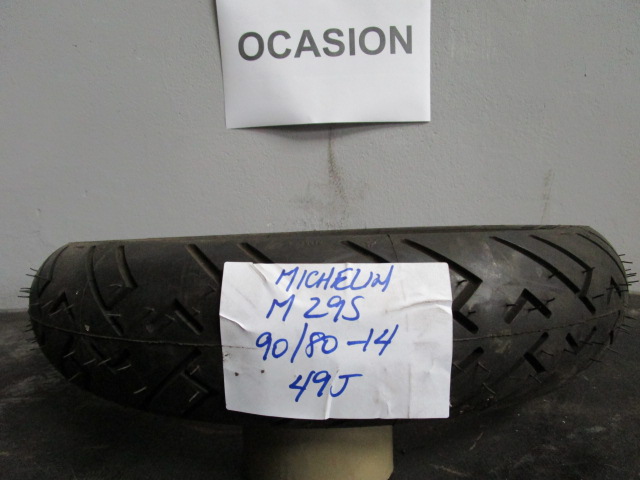 OCASION
MICHELIN
M 29S
90/80-14
49J